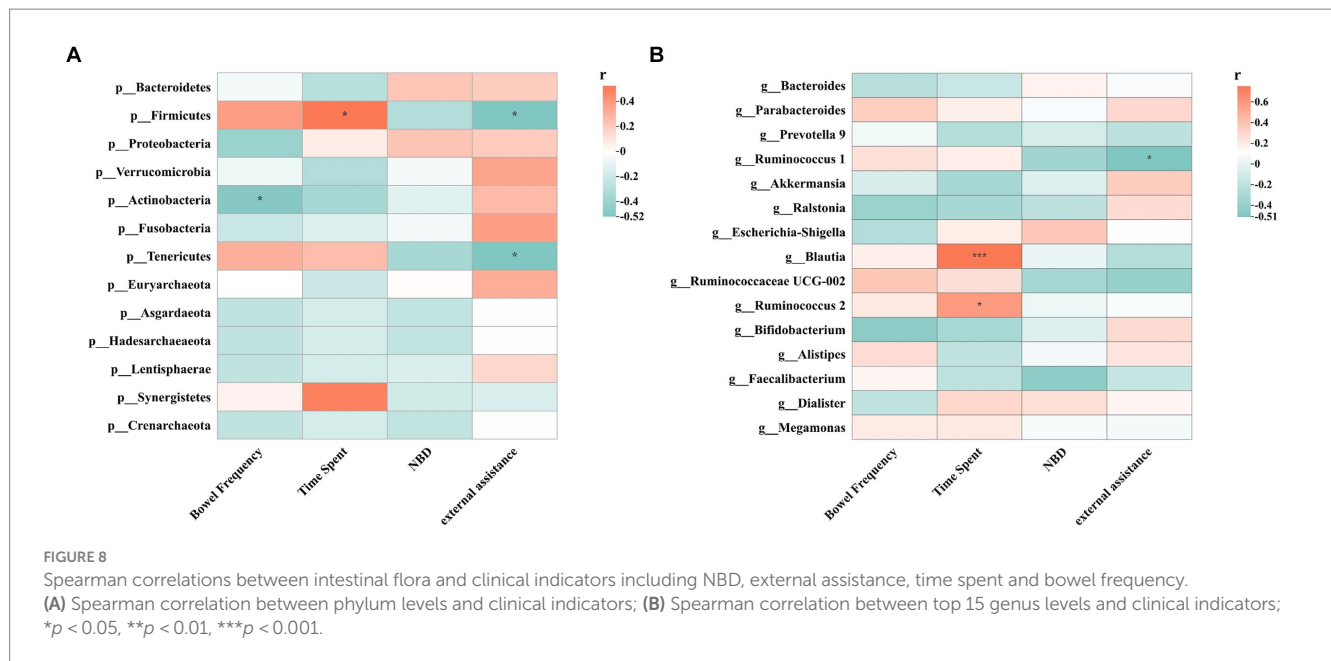 A
p__Bacteroidetes
p__Firmicutes
p__Proteobacteria
p__Verrucomicrobia
p__Actinobacteria
p__Fusobacteria
p__Tenericutes
p__Euryarchaeota
p__Asgardaeota
p__Hadesarchaeaeota
p__Lentisphaerae
p__Synergistetes
p__Crenarchaeota
* *
*
*
Bowel Frequency
Time Spent
NBD
external assistance
r
0.4
0.2
0
-0.2
-0.4
-0.52
B
g__Bacteroides
g__Parabacteroides
g__Prevotella 9
g__Ruminococcus 1
g__Akkermansia
g__Ralstonia
g__Escherichia-Shigella
g__Blautia
g__Ruminococcaceae UCG-002
g__Ruminococcus 2
g__Bifidobacterium
g__Alistipes
g__Faecalibacterium
g__Dialister
g__Megamonas
*
***
*
Bowel Frequency
Time Spent
NBD
external assistance
r
0.6
0.4
0.2
0
-0.2
-0.4
-0.51
FIGURE 8
Spearman correlations between intestinal flora and clinical indicators including NBD, external assistance, time spent and bowel frequency.
(A) Spearman correlation between phylum levels and clinical indicators; (B) Spearman correlation between top 15 genus levels and clinical indicators;
*p < 0.05, **p < 0.01, ***p < 0.001.